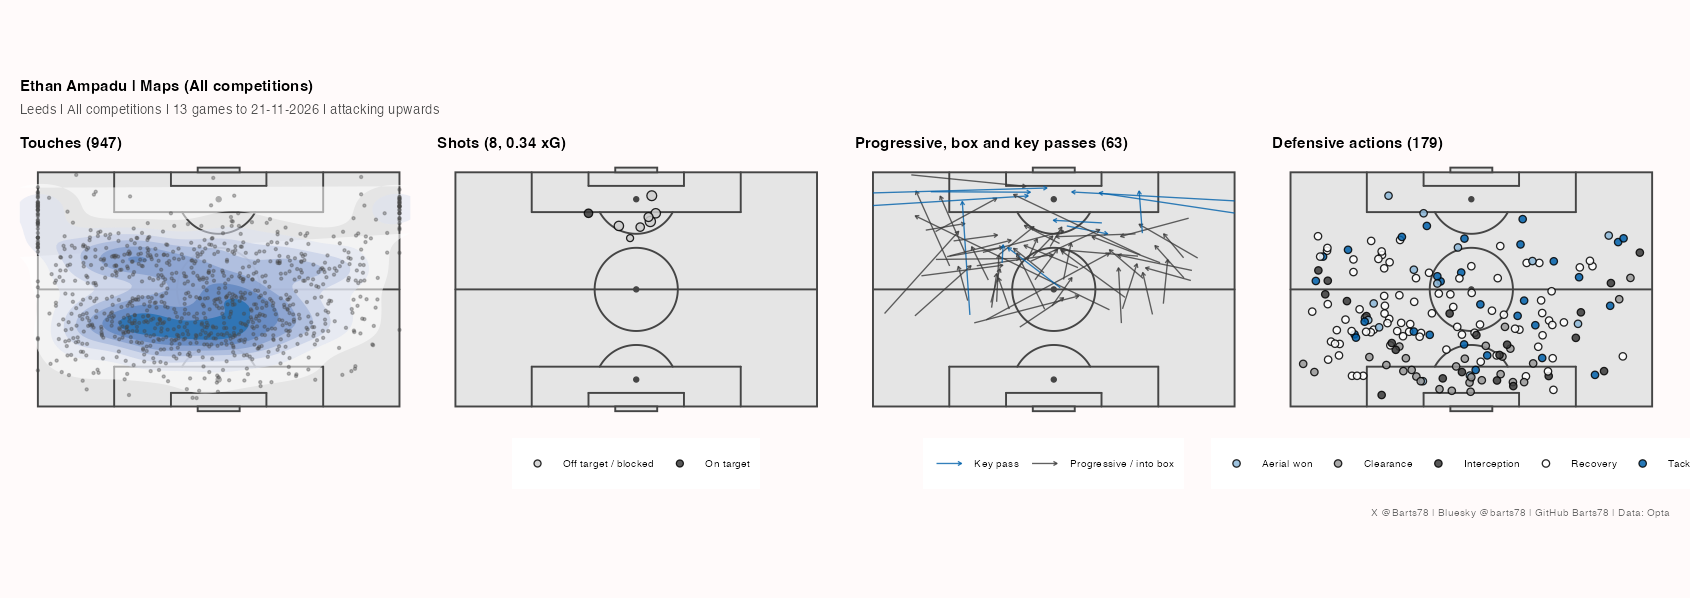 Ethan Ampadu | Maps (All competitions)
Leeds | All competitions | 13 games to 21-11-2026 | attacking upwards
Touches (947)
Shots (8, 0.34 xG)
Progressive, box and key passes (63)
Defensive actions (179)
Off target / blocked
On target
Key pass
Progressive / into box
Aerial won
Clearance
Interception
Recovery
Tack
X @Barts78 | Bluesky @barts78 | GitHub Barts78 | Data: Opta